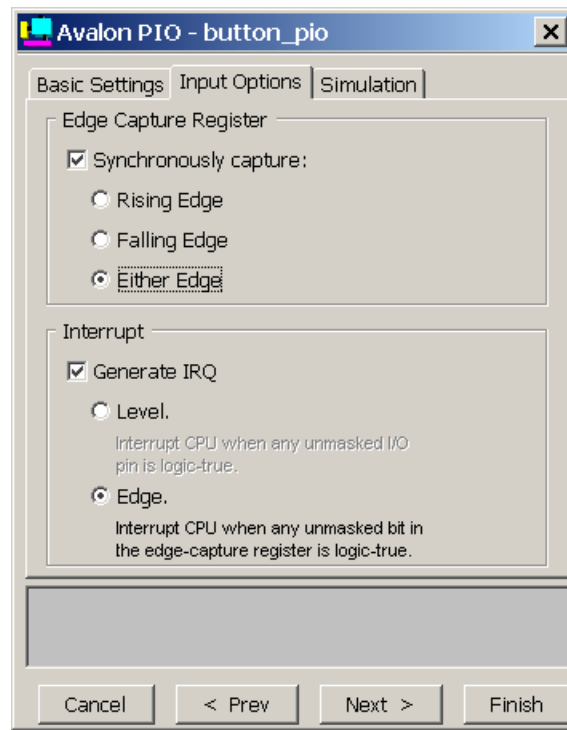 Avalon PIO - button_pio
Basic Settings Input Options Simulation
Edge Capture Register
Synchronously capture:
Rising Edge
Falling Edge
Either Edge
Interrupt
Generate IRQ
Level.
Interrupt CPU when any unmasked I/O
pin is logic-true.
Edge.
Interrupt CPU when any unmasked bit in
the edge-capture register is logic-true.
Cancel < Prev Next > Finish